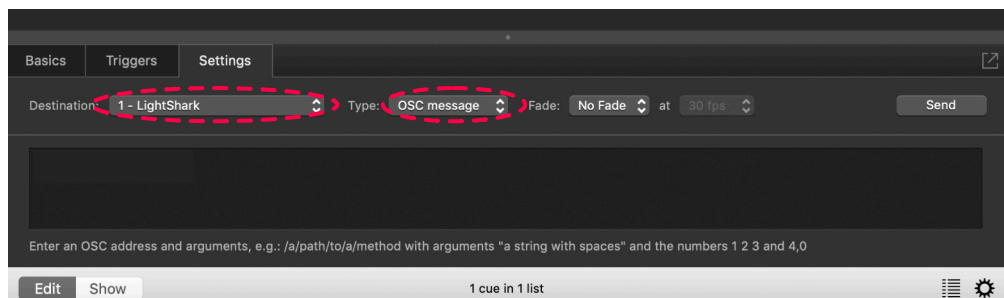 Basics Triggers Settings
Destination: 1 - LightShark Type: OSC message Fade: No Fade at 30 fps Send
Enter an OSC address and arguments, e.g.: /a/path/to/a/method with arguments "a string with spaces" and the numbers 1 2 3 and 4,0
Edit Show 1 cue in 1 list